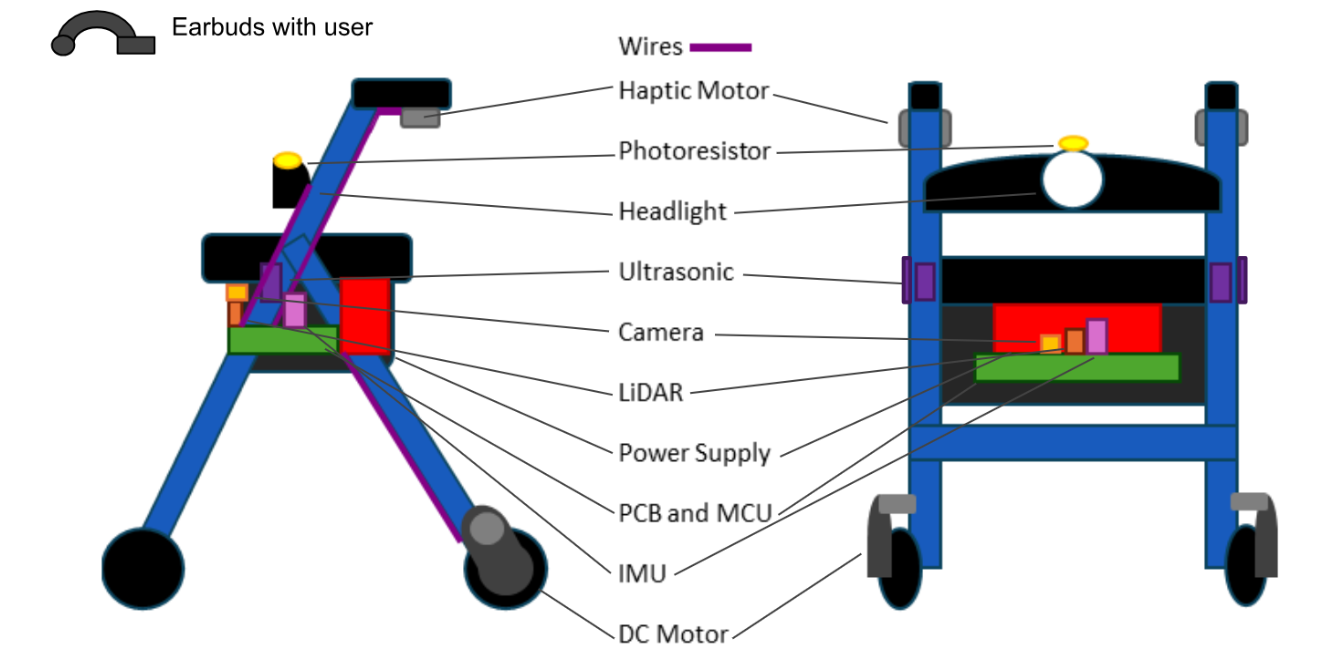 Earbuds with user
Wires
Haptic Motor
Photoresistor
Headlight
Ultrasonic
Camera
LiDAR
Power Supply
PCB and MCU
IMU
DC Motor